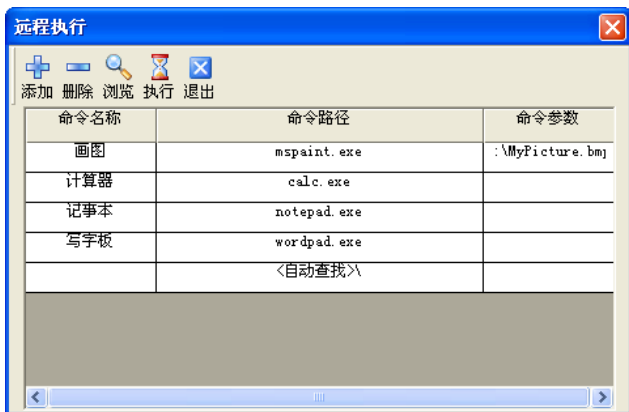 远程执行
添加 删除 浏览 执行 退出
命令名称 命令路径 命令参数
画图 mspaint.exe :\MyPicture.bmp
计算器 calc.exe
记事本 notepad.exe
写字板 wordpad.exe
<自动查找>\